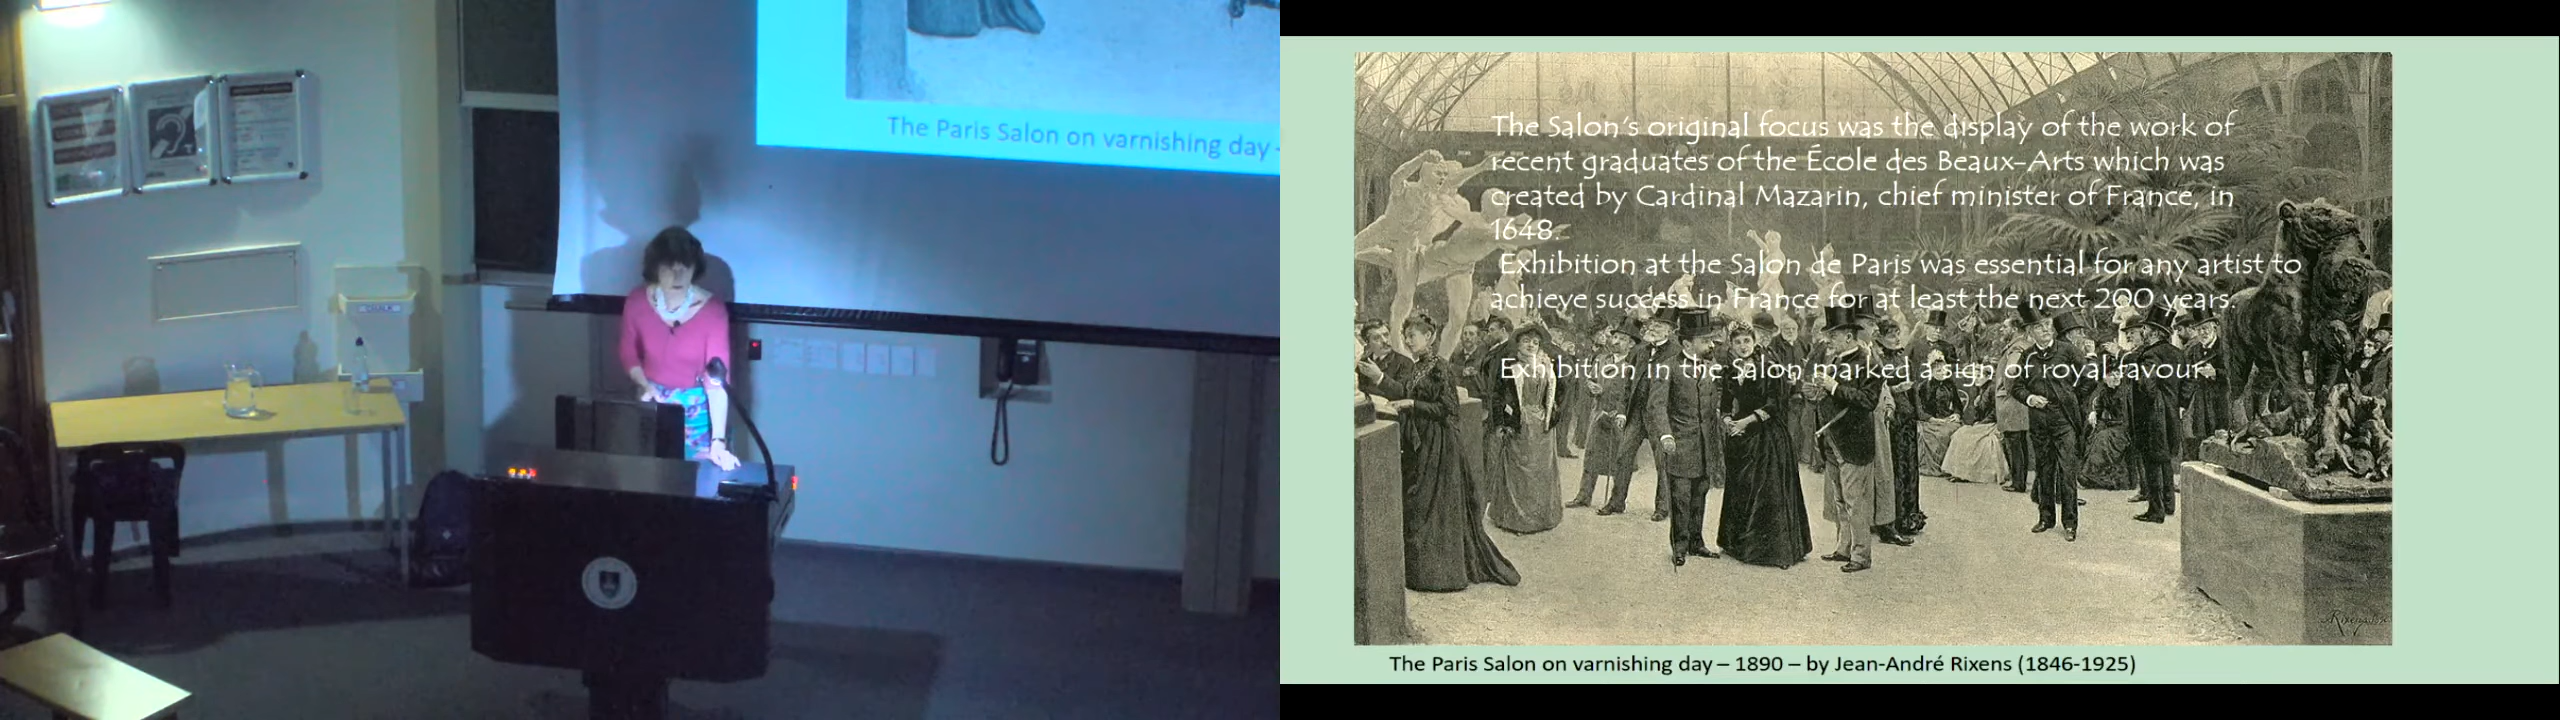 The Paris Salon on varnishing day -
The Salon's original focus was the display of the work of
recent graduates of the École des Beaux-Arts which was
created by Cardinal Mazarin, chief minister of France, in
1648.
Exhibition at the Salon de Paris was essential for any artist to
achieve success in France for at least the next 200 years.
Exhibition in the Salon marked a sign of royal favour.
The Paris Salon on varnishing day – 1890 – by Jean-André Rixens (1846-1925)